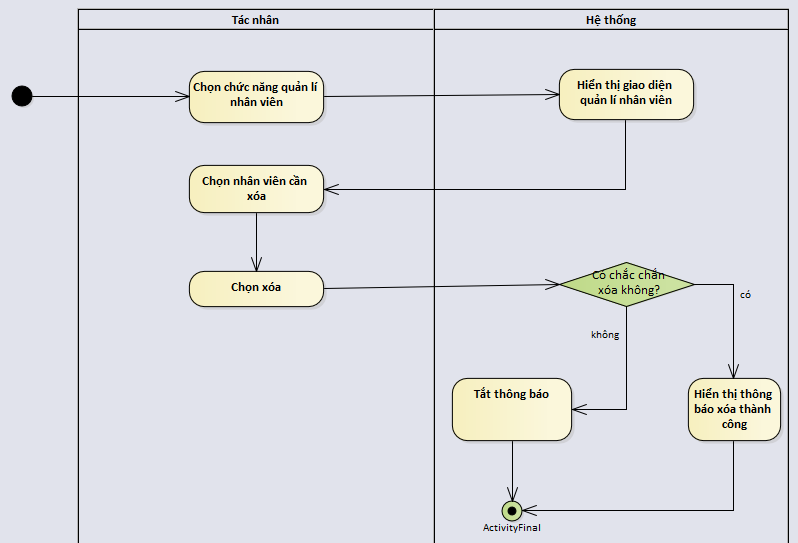 Tác nhân
Hệ thống
Chọn chức năng quản lí
nhân viên
Hiển thị giao diện
quản lí nhân viên
Chọn nhân viên cần
xóa
Chọn xóa
Có chắc chắn
xóa không?
có
không
Tắt thông báo
Hiển thị thông
báo xóa thành
công
ActivityFinal